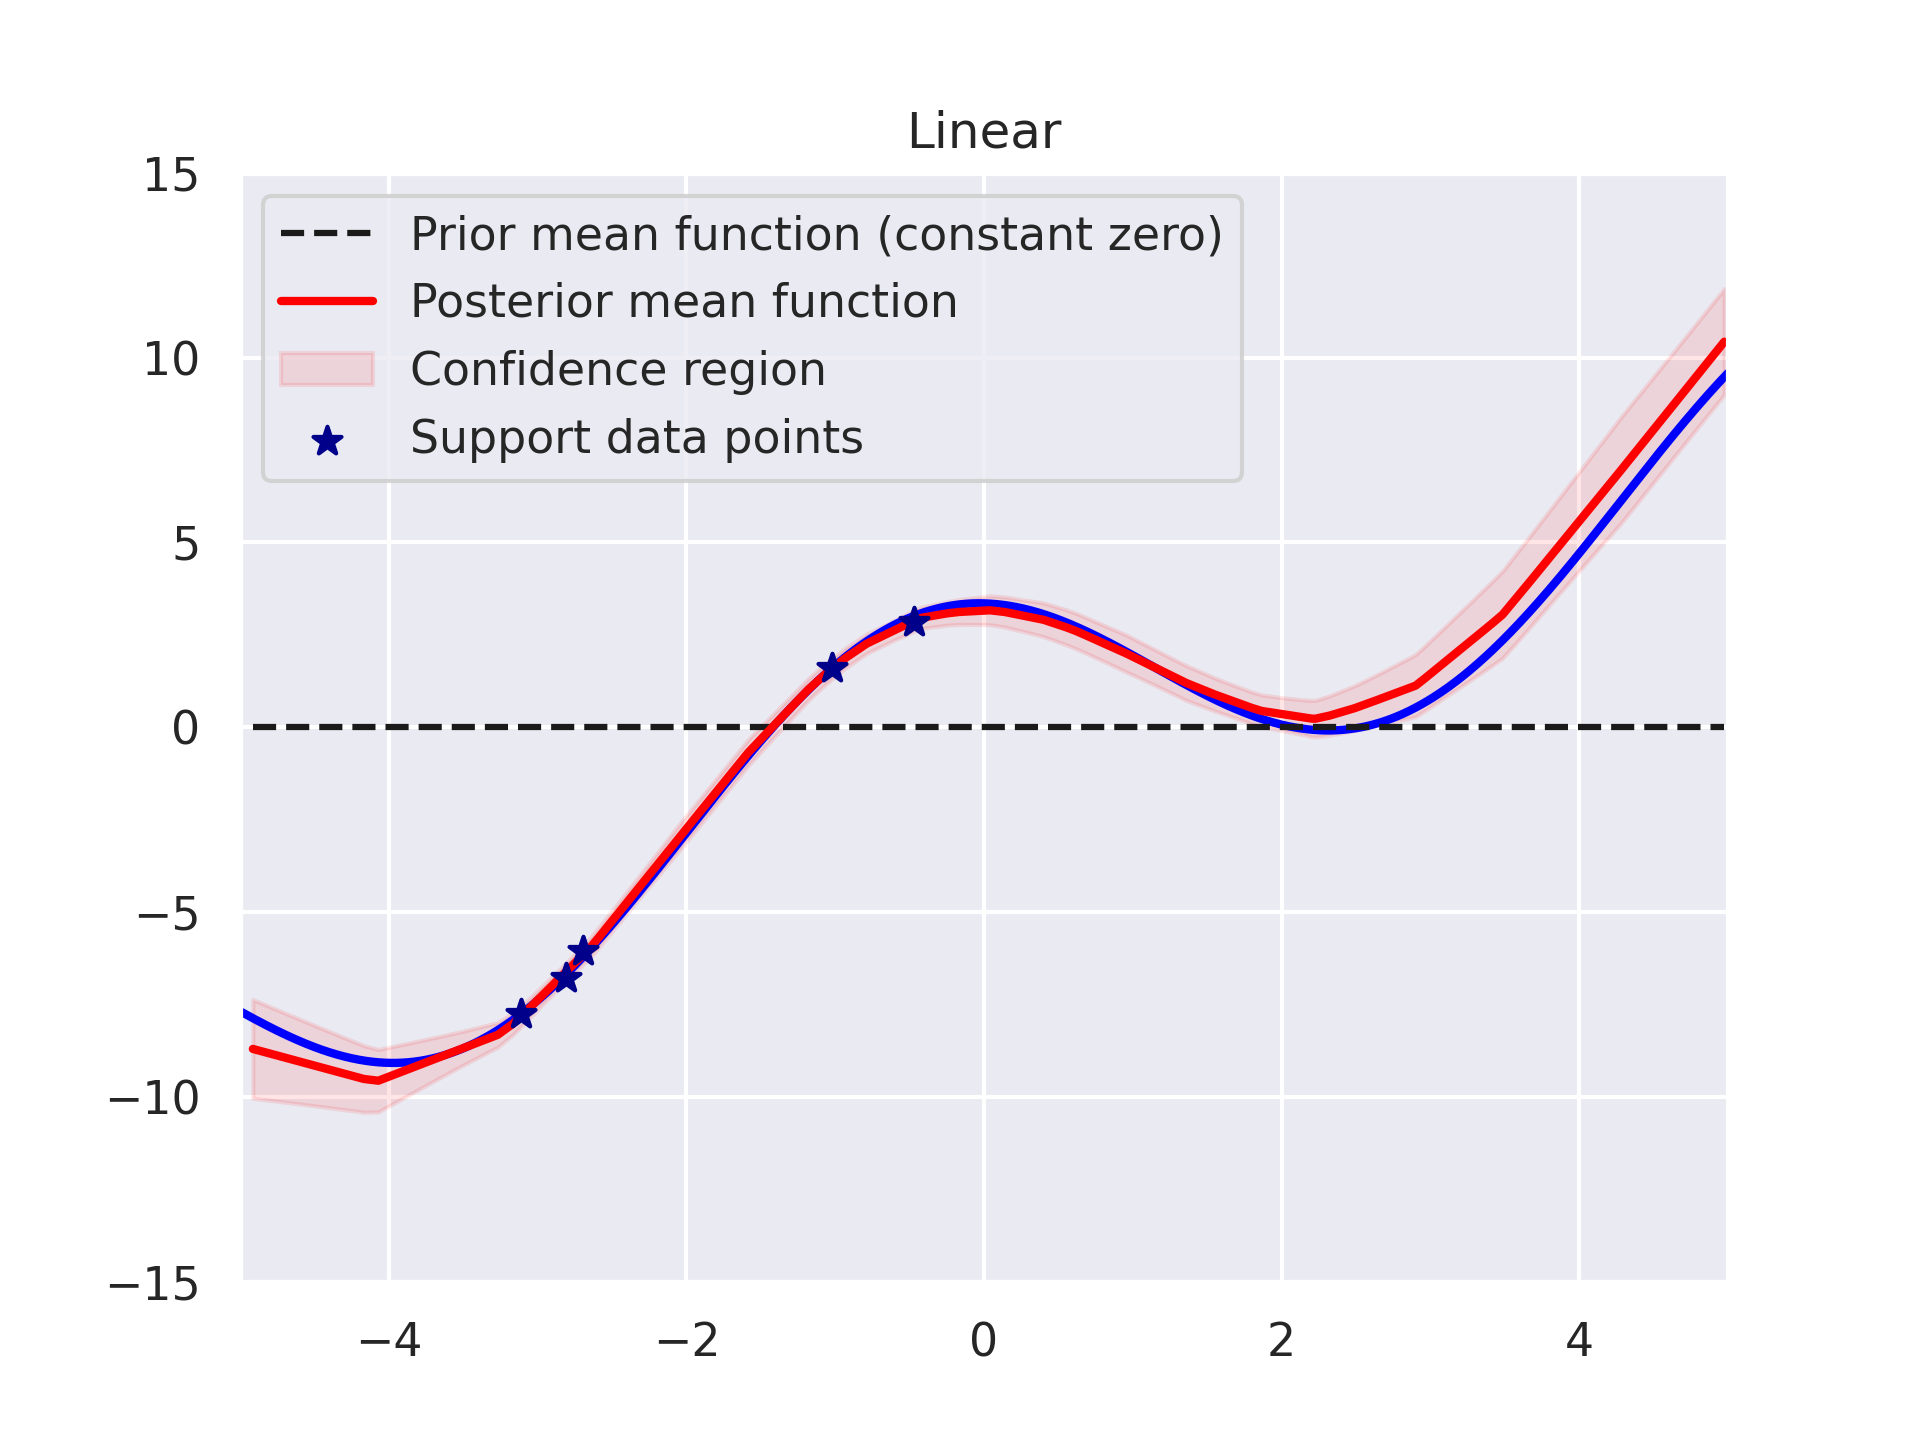 Linear
15
10
5
0
−5
−10
−15
Prior mean function (constant zero)
Posterior mean function
Confidence region
Support data points
−4 −2 0 2 4